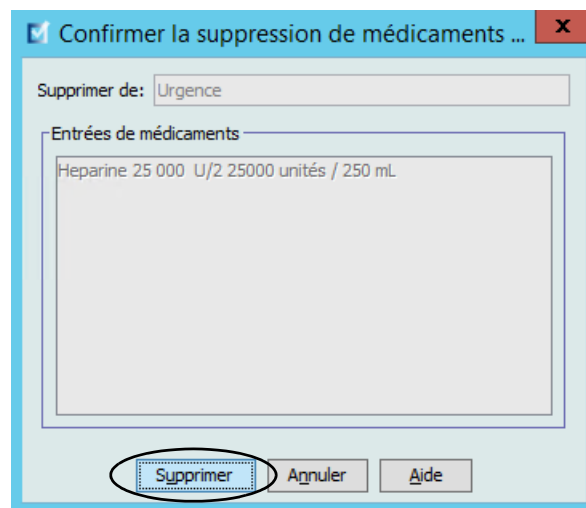 Confirmer la suppression de médicaments ...
x
Supprimer de: Urgence
Entrées de médicaments
Heparine 25 000 U/2 25000 unités / 250 mL
Supprimer Annuler Aide